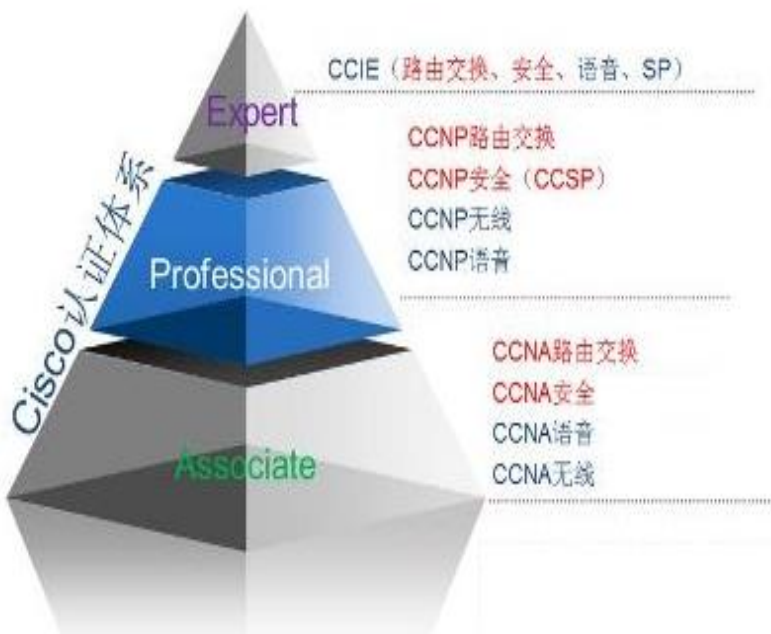 CCIE（路由交换、安全、语音、SP）
Expert
CCNP路由交换
CCNP安全（CCSP）
CCNP无线
CCNP语音
Cisco认证体系
Professional
CCNA路由交换
CCNA安全
CCNA语音
CCNA无线
Associate